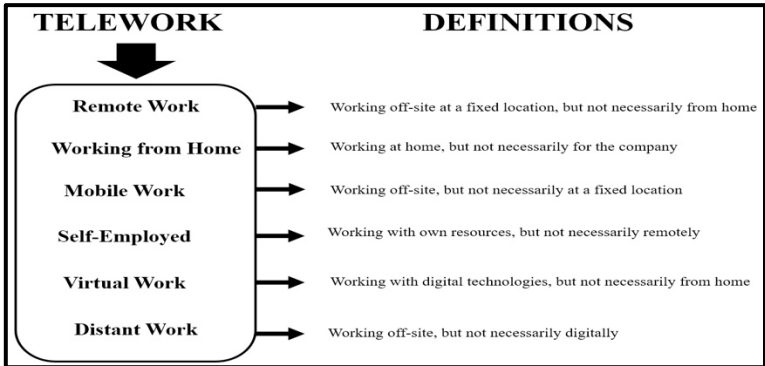 TELEWORK DEFINITIONS
Remote Work Working off-site at a fixed location, but not necessarily from home
Working from Home Working at home, but not necessarily for the company
Mobile Work Working off-site, but not necessarily at a fixed location
Self-Employed Working with own resources, but not necessarily remotely
Virtual Work Working with digital technologies, but not necessarily from home
Distant Work Working off-site, but not necessarily digitally